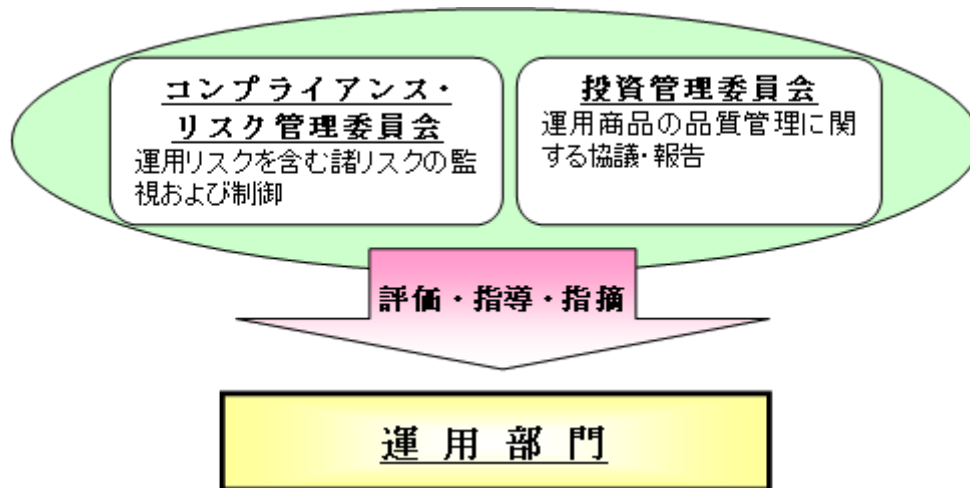 コンプライアンス・
リスク管理委員会
運用リスクを含む諸リスクの監
視および制御
投資管理委員会
運用商品の品質管理に関
する協議・報告
評価・指導・指摘
運用部門